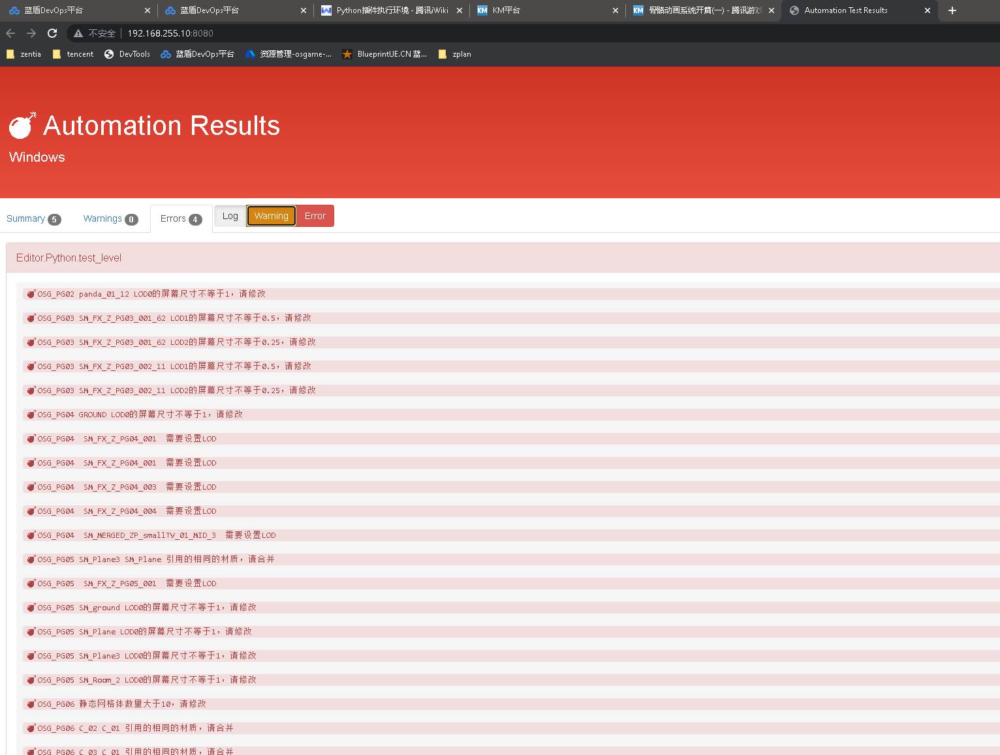 蓝盾DevOps平台
蓝盾DevOps平台
Python插件执行环境 - 腾讯iWiki
KM平台
骨骼动画系统开篇(一) - 腾讯游戏
Automation Test Results
不安全
192.168.255.10:8080
zentia
tencent
DevTools
蓝盾DevOps平台
资源管理-osgame-...
BlueprintUE.CN 蓝...
zplan
Automation Results
Windows
Summary 5
Warnings 0
Errors 4
Log
Warning
Error
Editor.Python.test_level
OSG_PG02 panda_01_12 LOD0的屏幕尺寸不等于1，请修改
OSG_PG03 SM_FX_Z_PG03_001_62 LOD1的屏幕尺寸不等于0.5，请修改
OSG_PG03 SM_FX_Z_PG03_001_62 LOD2的屏幕尺寸不等于0.25，请修改
OSG_PG03 SM_FX_Z_PG03_002_11 LOD1的屏幕尺寸不等于0.5，请修改
OSG_PG03 SM_FX_Z_PG03_002_11 LOD2的屏幕尺寸不等于0.25，请修改
OSG_PG04 GROUND LOD0的屏幕尺寸不等于1，请修改
OSG_PG04  SM_FX_Z_PG04_001  需要设置LOD
OSG_PG04  SM_FX_Z_PG04_001  需要设置LOD
OSG_PG04  SM_FX_Z_PG04_003  需要设置LOD
OSG_PG04  SM_FX_Z_PG04_004  需要设置LOD
OSG_PG04  SM_MERGED_ZP_smallTV_01_MID_3  需要设置LOD
OSG_PG05 SM_Plane3 SM_Plane 引用的相同的材质，请合并
OSG_PG05  SM_FX_Z_PG05_001  需要设置LOD
OSG_PG05 SM_ground LOD0的屏幕尺寸不等于1，请修改
OSG_PG05 SM_Plane LOD0的屏幕尺寸不等于1，请修改
OSG_PG05 SM_Plane3 LOD0的屏幕尺寸不等于1，请修改
OSG_PG05 SM_Room_2 LOD0的屏幕尺寸不等于1，请修改
OSG_PG06 静态网格体数量大于10，请修改
OSG_PG06 C_02 C_01 引用的相同的材质，请合并
OSG_PG06 C_03 C_01 引用的相同的材质，请合并